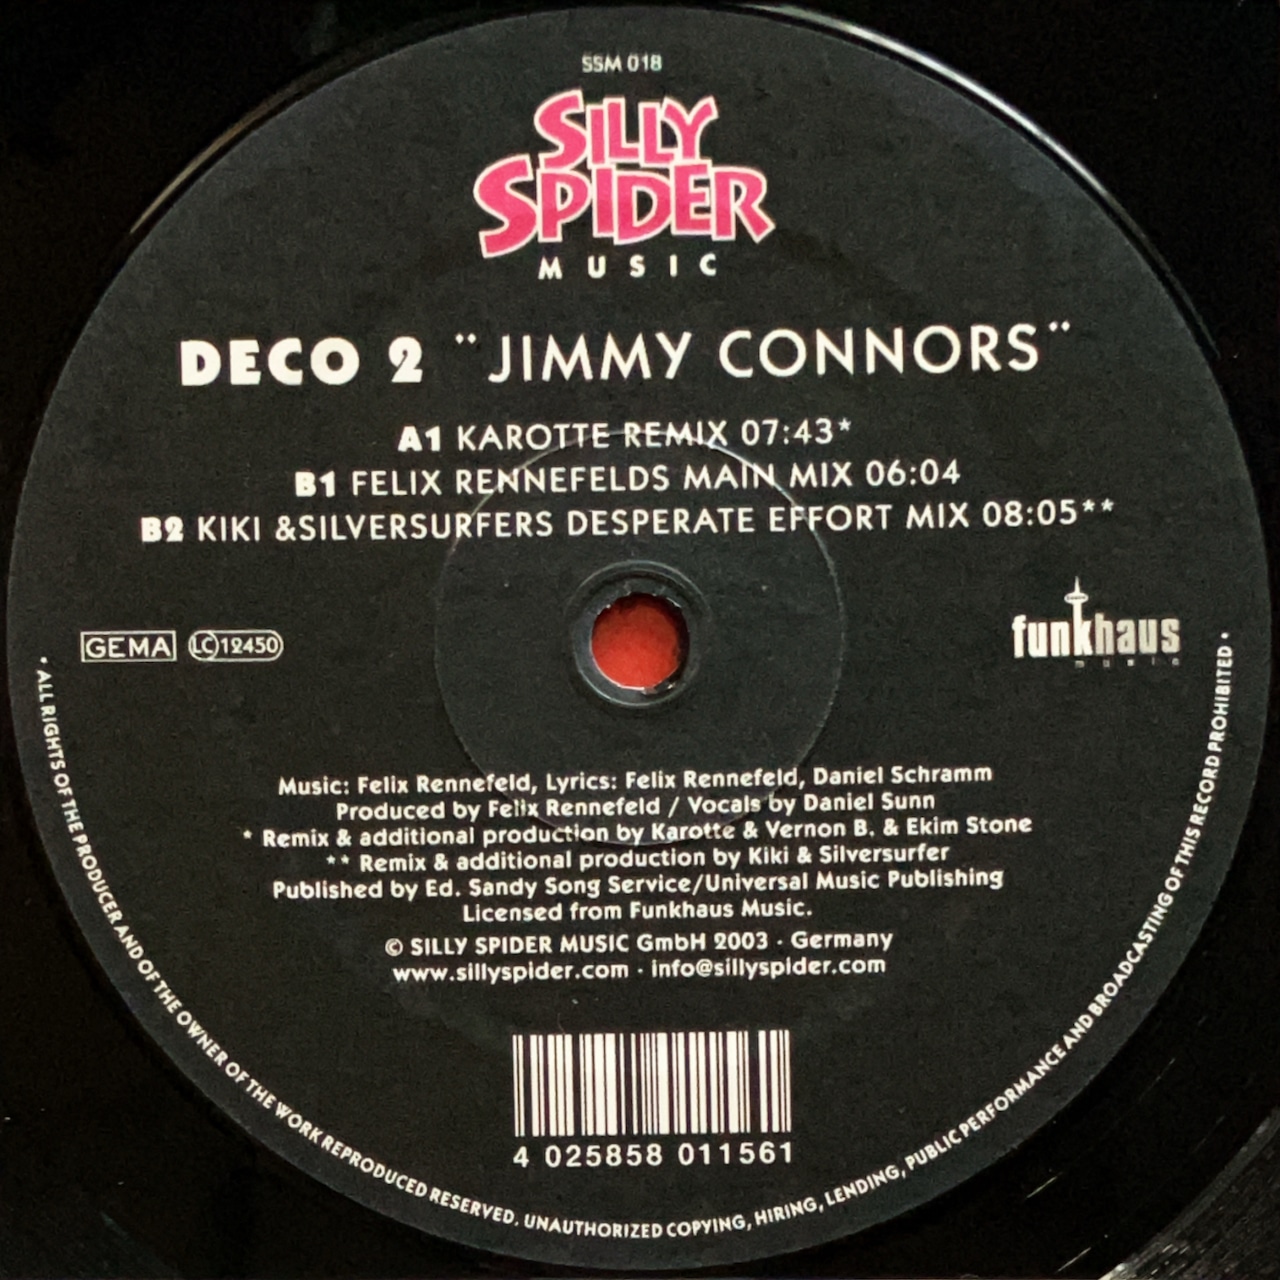 SSM 018
SILLY
SPIDER
MUSIC
DECO 2 "JIMMY CONNORS"
A1 KAROTTE REMIX 07:43*
B1 FELIX RENNEFELDS MAIN MIX 06:04
B2 KIKI &SILVERSURFERS DESPERATE EFFORT MIX 08:05**
GEMA LC 12450
funkhaus
music
Music: Felix Rennefeld, Lyrics: Felix Rennefeld, Daniel Schramm
Produced by Felix Rennefeld / Vocals by Daniel Sunn
* Remix & additional production by Karotte & Vernon B. & Ekim Stone
** Remix & additional production by Kiki & Silversurfer
Published by Ed. Sandy Song Service/Universal Music Publishing
Licensed from Funkhaus Music.
© SILLY SPIDER MUSIC GmbH 2003 · Germany
www.sillyspider.com · info@sillyspider.com
4 025858 011561
• ALL RIGHTS OF THE PRODUCER AND OF THE OWNER OF THE WORK REPRODUCED RESERVED. UNAUTHORIZED COPYING, HIRING, LENDING, PUBLIC PERFORMANCE AND BROADCASTING OF THIS RECORD PROHIBITED •